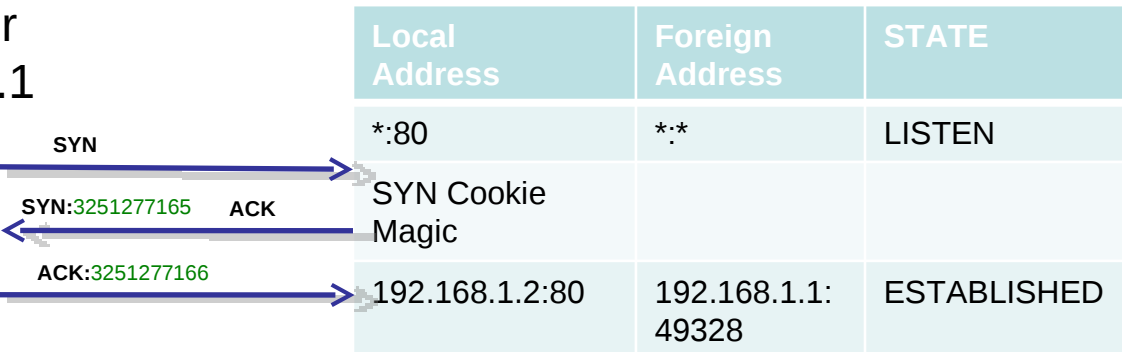 r
.1
Local Address
Foreign Address
STATE
*:80
*:*
LISTEN
SYN
SYN Cookie Magic
SYN:3251277165 ACK
ACK:3251277166
192.168.1.2:80
192.168.1.1:
49328
ESTABLISHED